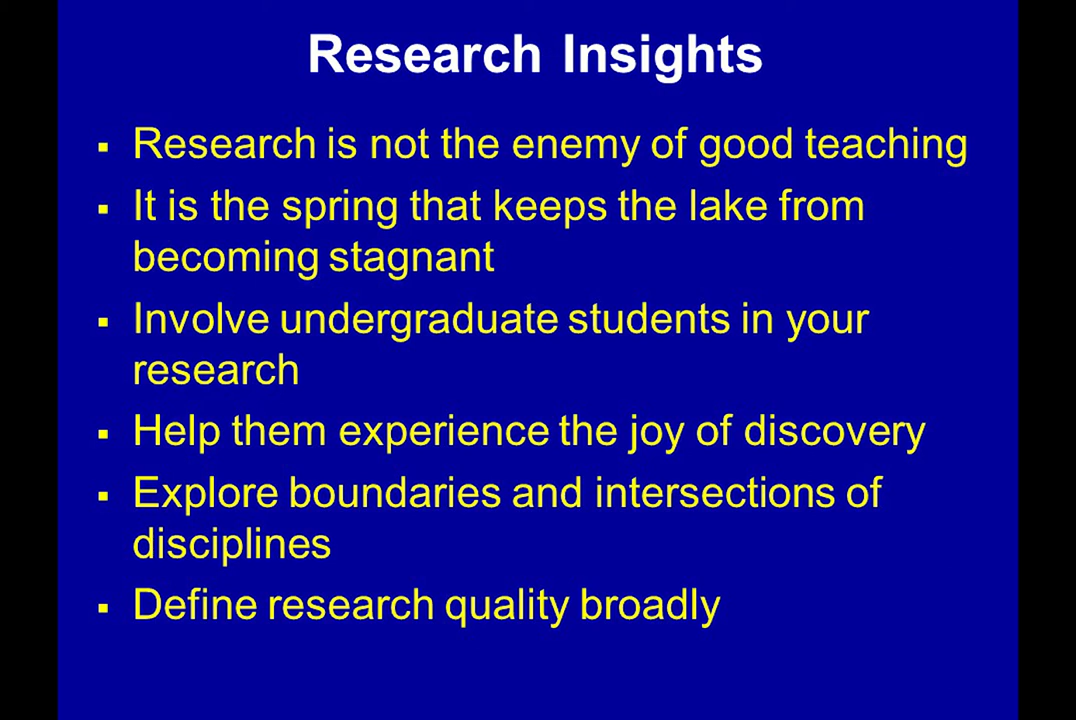 Research Insights
▪ Research is not the enemy of good teaching
▪ It is the spring that keeps the lake from
becoming stagnant
▪ Involve undergraduate students in your
research
▪ Help them experience the joy of discovery
▪ Explore boundaries and intersections of
disciplines
▪ Define research quality broadly